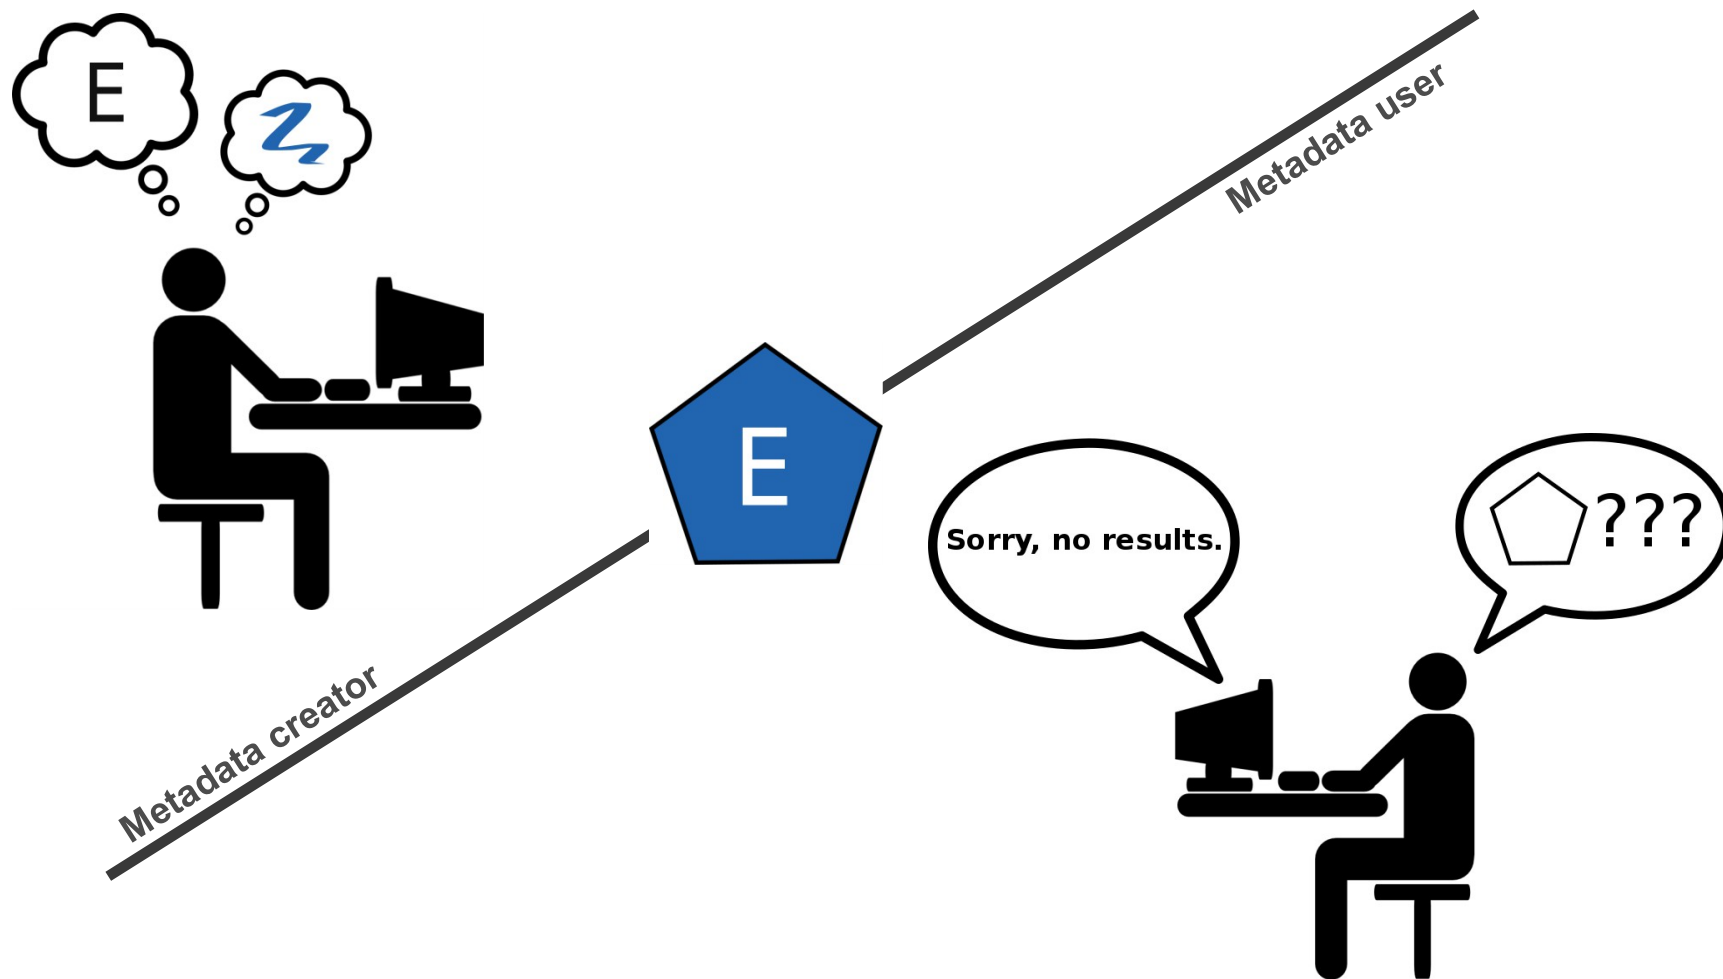 E
Metadata user
E
Sorry, no results.
???
Metadata creator